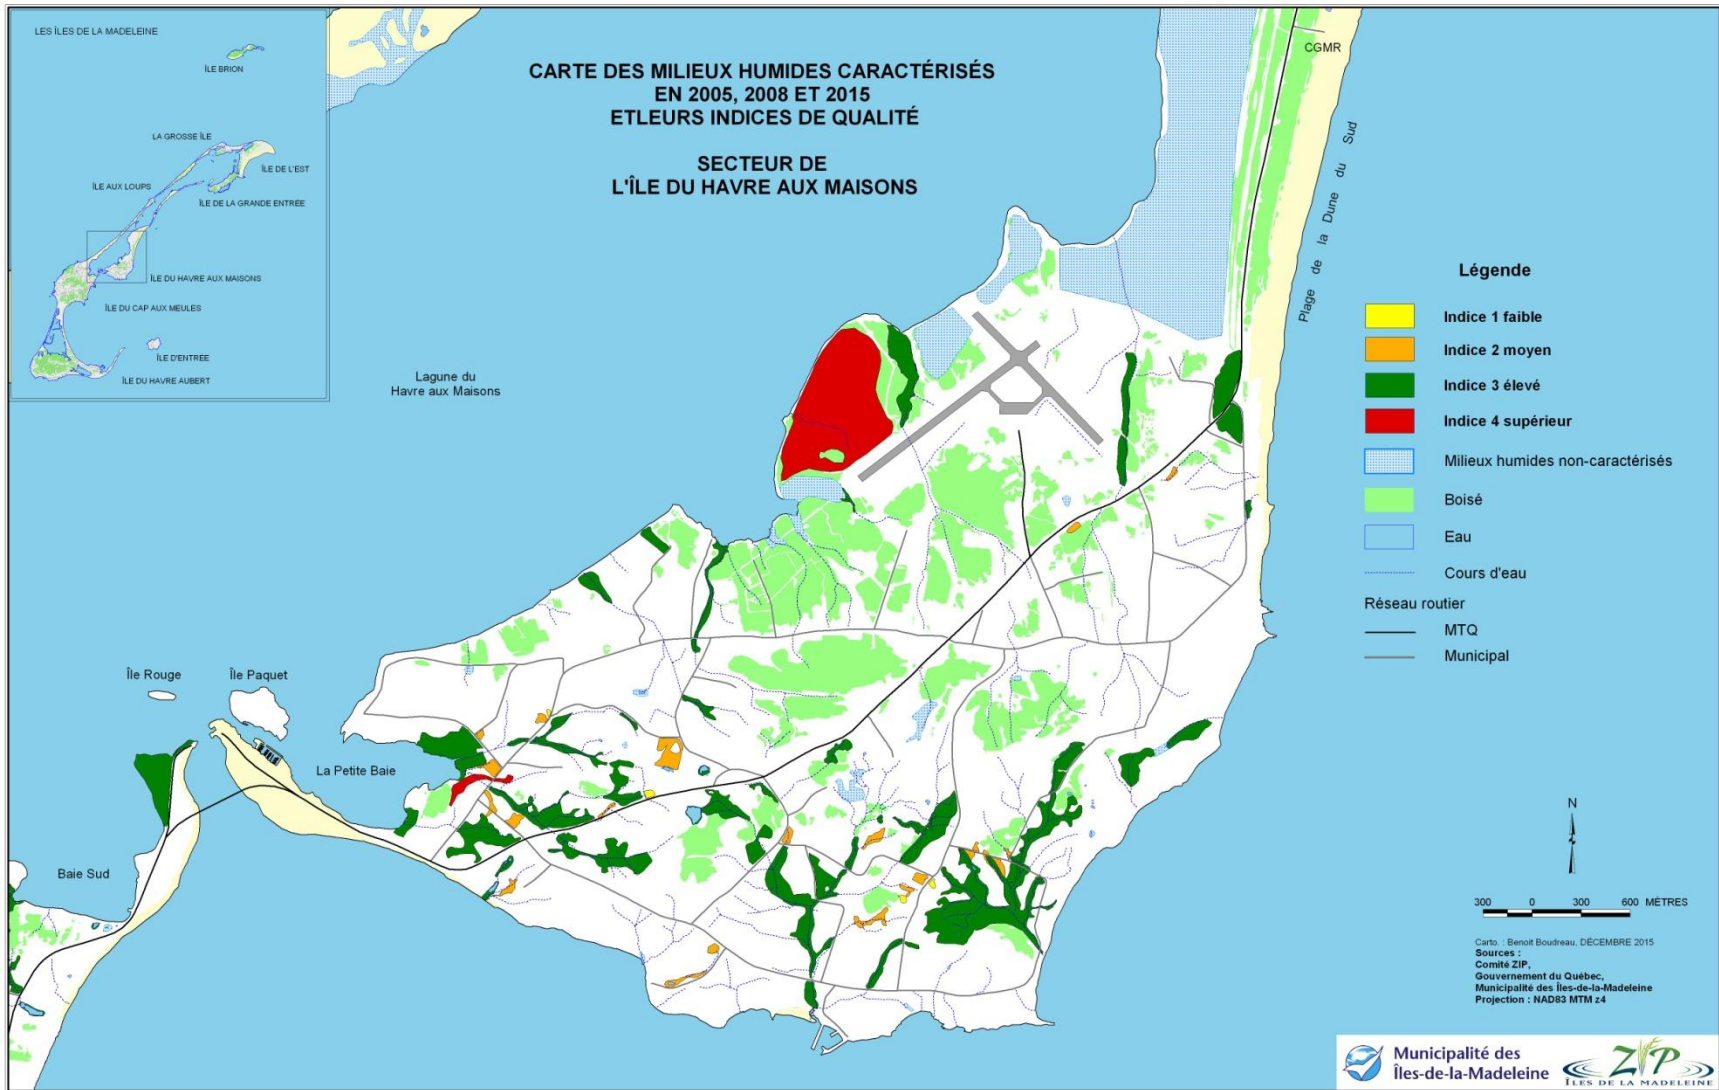 LES ÎLES DE LA MADELEINE
ÎLE BRION
LA GROSSE ÎLE
ÎLE DE L'EST
ÎLE AUX LOUPS
ÎLE DE LA GRANDE ENTRÉE
ÎLE DU HAVRE AUX MAISONS
ÎLE DU CAP AUX MEULES
ÎLE D'ENTRÉE
ÎLE DU HAVRE AUBERT
CARTE DES MILIEUX HUMIDES CARACTÉRISÉS
EN 2005, 2008 ET 2015
ETLEURS INDICES DE QUALITÉ
SECTEUR DE
L'ÎLE DU HAVRE AUX MAISONS
CGMR
Plage de la Dune du Sud
Lagune du
Havre aux Maisons
Île Rouge
Île Paquet
La Petite Baie
Baie Sud
Légende
Indice 1 faible
Indice 2 moyen
Indice 3 élevé
Indice 4 supérieur
Milieux humides non-caractérisés
Boisé
Eau
Cours d'eau
Réseau routier
MTQ
Municipal
N
300 0 300 600 MÈTRES
Carto. : Benoit Boudreau, DÉCEMBRE 2015
Sources :
Comité ZIP,
Gouvernement du Québec,
Municipalité des Îles-de-la-Madeleine
Projection : NAD83 MTM z4
Municipalité des
Îles-de-la-Madeleine
ZIP
ÎLES DE LA MADELEINE